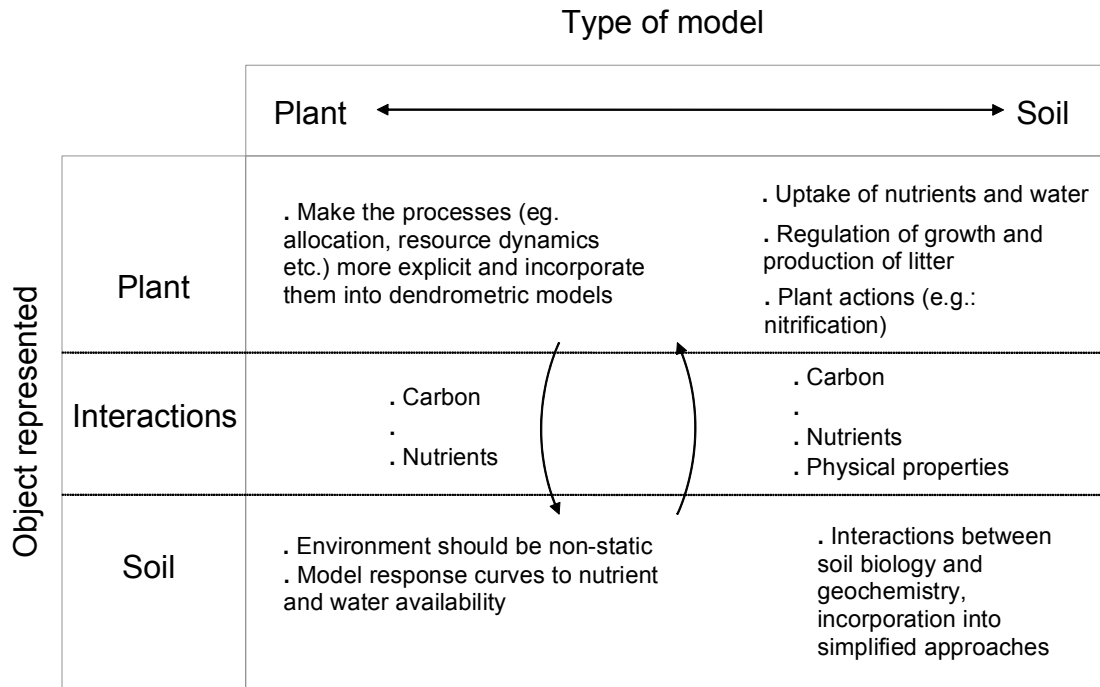 Type of model
Plant
Soil
Object represented
Plant
. Make the processes (eg.
allocation, resource dynamics
etc.) more explicit and incorporate
them into dendrometric models
. Uptake of nutrients and water
. Regulation of growth and
production of litter
. Plant actions (e.g.:
nitrification)
Interactions
. Carbon
.
. Nutrients
. Carbon
.
. Nutrients
. Physical properties
Soil
. Environment should be non-static
. Model response curves to nutrient
and water availability
. Interactions between
soil biology and
geochemistry,
incorporation into
simplified approaches